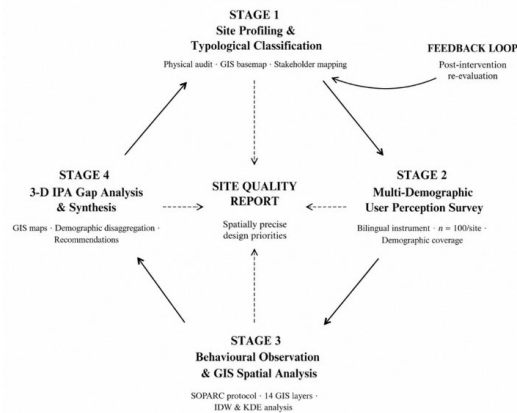 STAGE 1
Site Profiling &
Typological Classification
Physical audit · GIS basemap · Stakeholder mapping
FEEDBACK LOOP
Post-intervention
re-evaluation
STAGE 4
3-D IPA Gap Analysis
& Synthesis
GIS maps · Demographic disaggregation ·
Recommendations
SITE QUALITY
REPORT
Spatially precise
design priorities
STAGE 2
Multi-Demographic
User Perception Survey
Bilingual instrument · n = 100/site ·
Demographic coverage
STAGE 3
Behavioural Observation
& GIS Spatial Analysis
SOPARC protocol · 14 GIS layers ·
IDW & KDE analysis